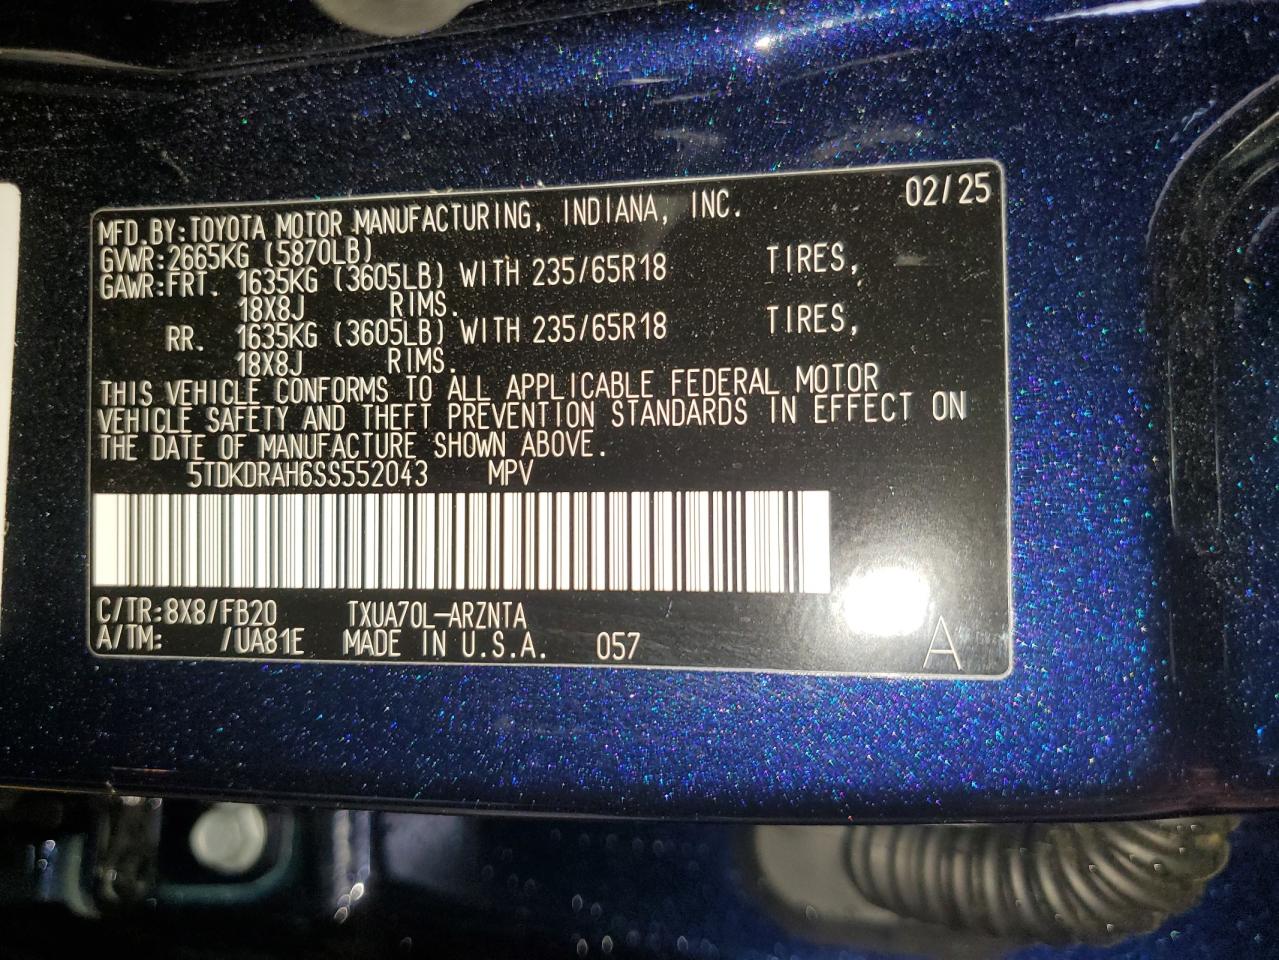 02/25
MFD.BY:TOYOTA MOTOR MANUFACTURING, INDIANA, INC.
GVWR:2665KG (5870LB)
GAWR:FRT. 1635KG (3605LB) WITH 235/65R18 TIRES,
18X8J RIMS.
RR. 1635KG (3605LB) WITH 235/65R18 TIRES,
18X8J RIMS.
THIS VEHICLE CONFORMS TO ALL APPLICABLE FEDERAL MOTOR
VEHICLE SAFETY AND THEFT PREVENTION STANDARDS IN EFFECT ON
THE DATE OF MANUFACTURE SHOWN ABOVE.
5TDKDRAH6SS552043 MPV
C/TR:8X8/FB20 TXUA70L-ARZNTA
A/TM: /UA81E MADE IN U.S.A. 057 A